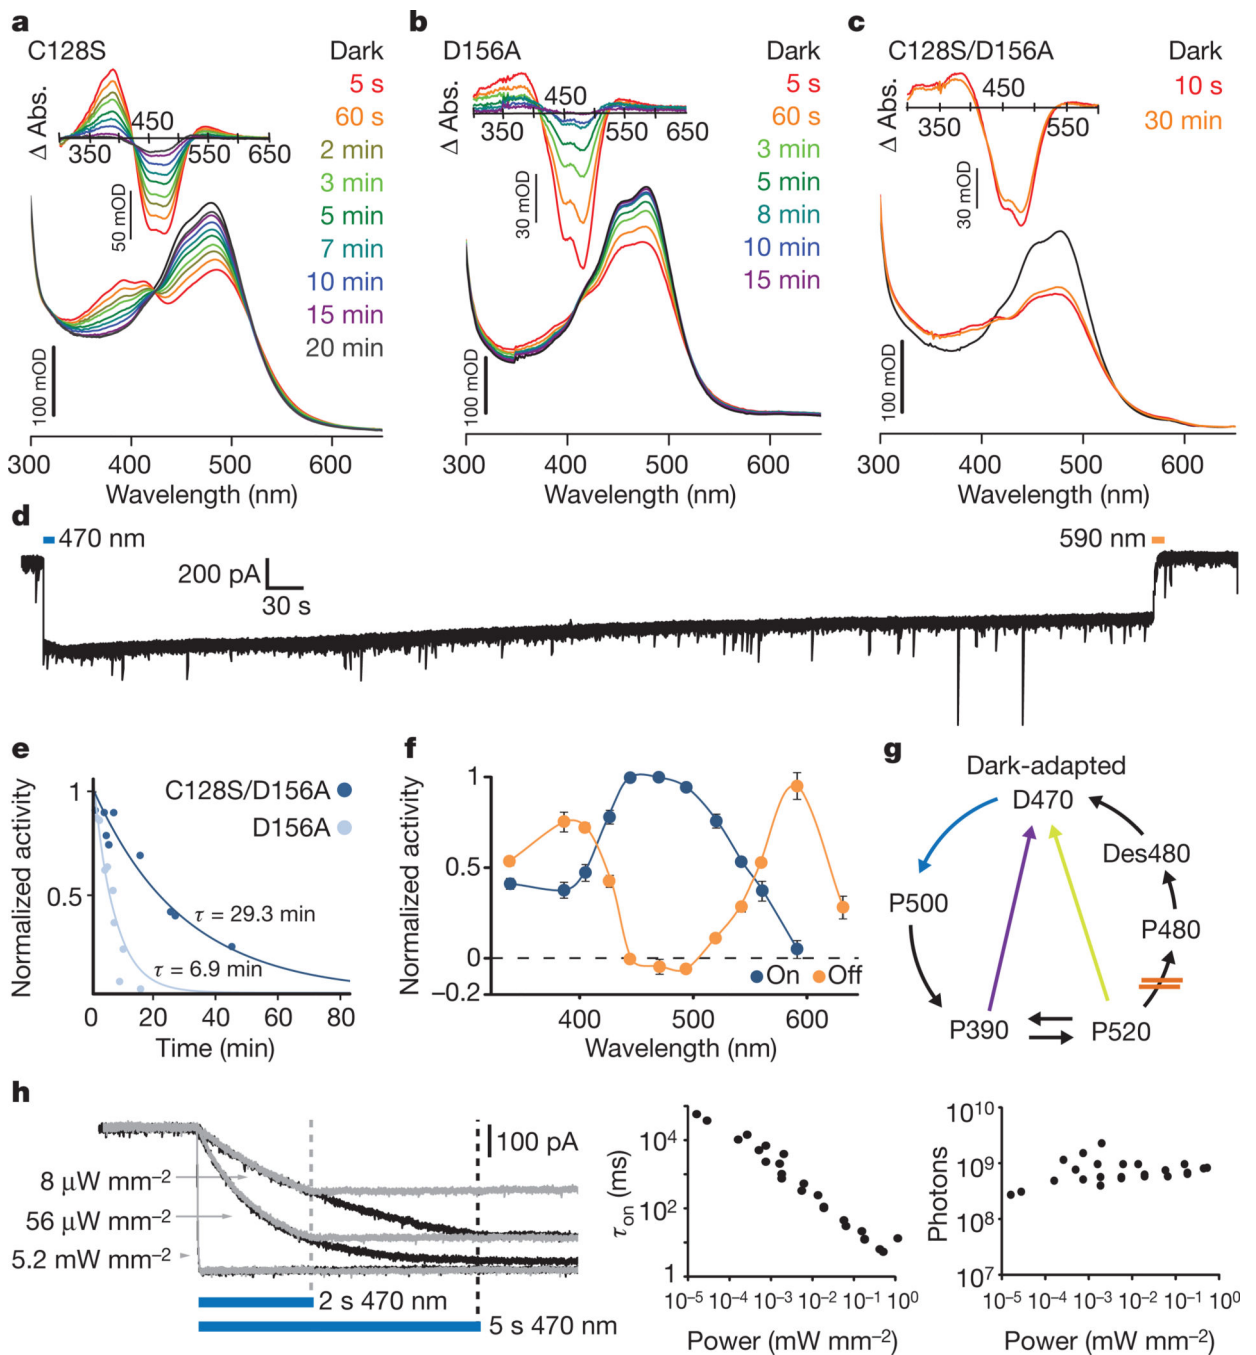 a
C128S
Dark
5 s
60 s
2 min
3 min
5 min
7 min
10 min
15 min
20 min
Δ Abs.
450
350
550
650
50 mOD
100 mOD
300
400
500
600
Wavelength (nm)
b
D156A
Dark
5 s
60 s
3 min
5 min
8 min
10 min
15 min
Δ Abs.
450
350
550
650
30 mOD
100 mOD
300
400
500
600
Wavelength (nm)
c
C128S/D156A
Dark
10 s
30 min
Δ Abs.
450
350
550
30 mOD
100 mOD
300
400
500
600
Wavelength (nm)
d
470 nm
590 nm
200 pA
30 s
e
Normalized activity
1
0.5
C128S/D156A
D156A
τ = 29.3 min
τ = 6.9 min
0
20
40
60
80
Time (min)
f
Normalized activity
1
0.5
0
−0.2
On
Off
400
500
600
Wavelength (nm)
g
Dark-adapted
D470
Des480
P500
P480
P390
P520
h
100 pA
8 μW mm⁻²
56 μW mm⁻²
5.2 mW mm⁻²
2 s 470 nm
5 s 470 nm
τon (ms)
10⁴
10²
1
10⁻⁵
10⁻⁴
10⁻³
10⁻²
10⁻¹
10⁰
Power (mW mm⁻²)
Photons
10¹⁰
10⁹
10⁸
10⁷
10⁻⁵
10⁻⁴
10⁻³
10⁻²
10⁻¹
10⁰
Power (mW mm⁻²)